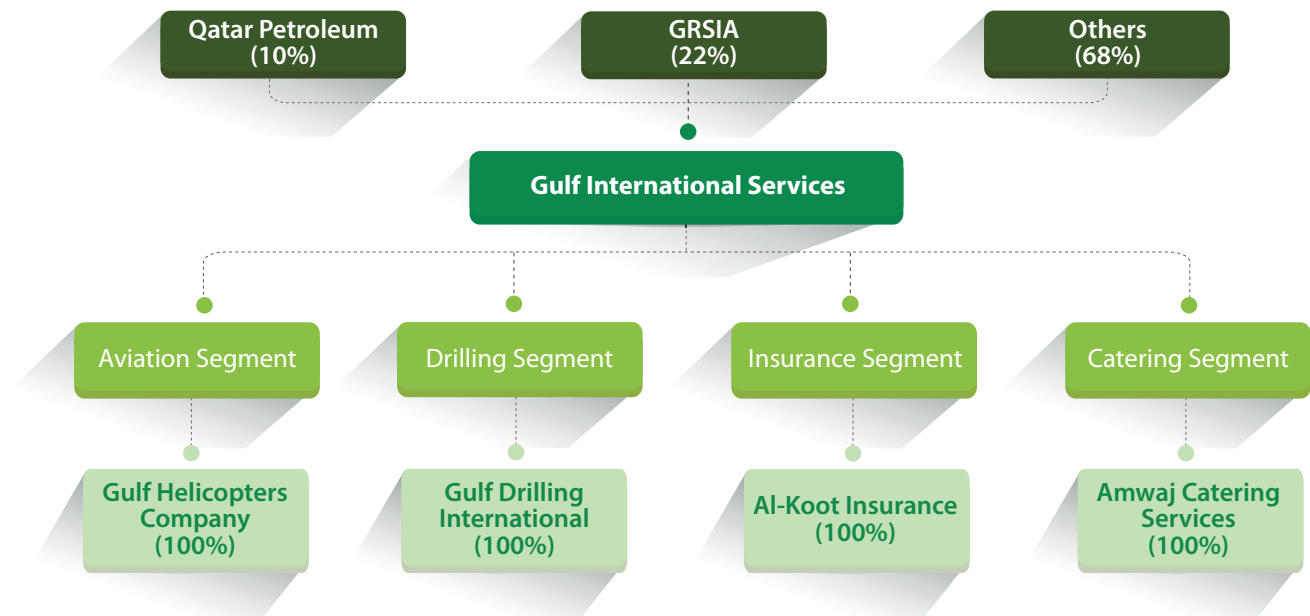 Qatar Petroleum
(10%)
GRSIA
(22%)
Others
(68%)
Gulf International Services
Aviation Segment
Drilling Segment
Insurance Segment
Catering Segment
Gulf Helicopters
Company
(100%)
Gulf Drilling
International
(100%)
Al-Koot Insurance
(100%)
Amwaj Catering
Services
(100%)